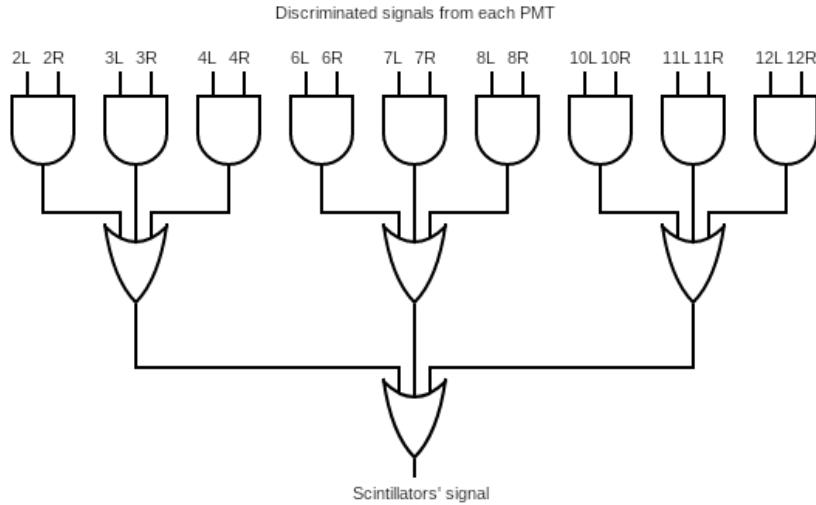 Discriminated signals from each PMT
2L 2R 3L 3R 4L 4R 6L 6R 7L 7R 8L 8R 10L 10R 11L 11R 12L 12R
Scintillators' signal